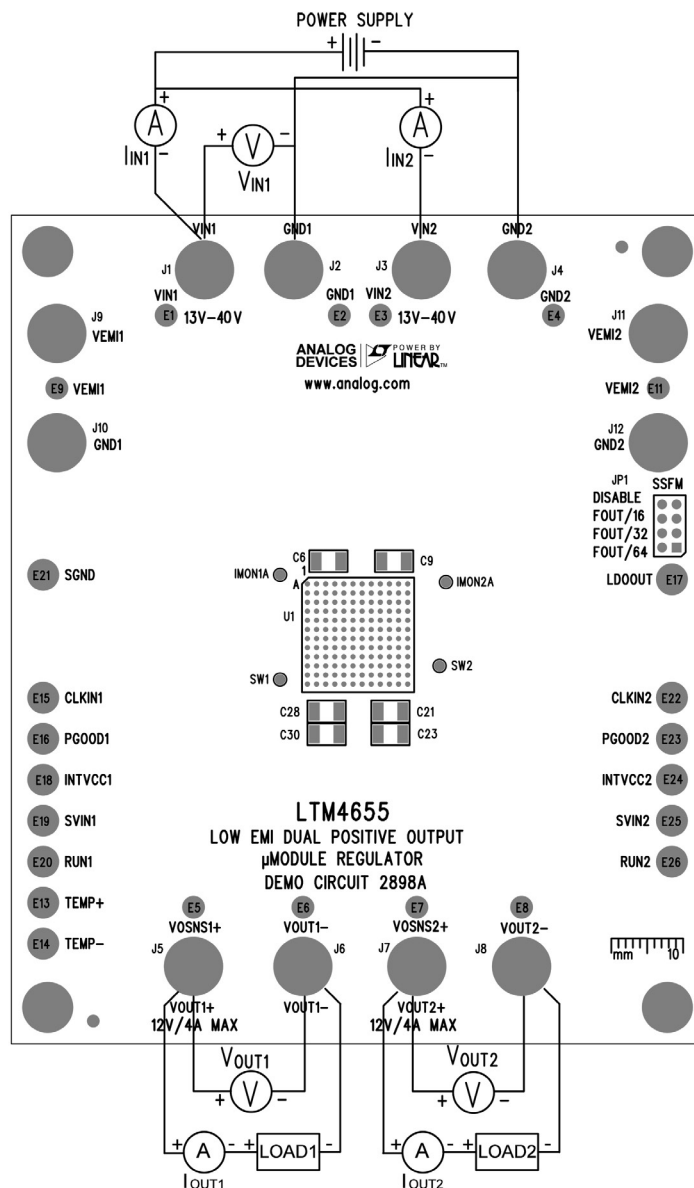 POWER SUPPLY
+ -
+ +
A A
- -
IIN1 IIN2
+ V -
VIN1
VIN1 GND1 VIN2 GND2
J1 J2 J3 J4
VIN1 GND1 VIN2 GND2
E1 13V-40V E2 E3 13V-40V E4
J9 J11
VEMI1 VEMI2
ANALOG DEVICES POWER BY LINEAR™
www.analog.com
E9 VEMI1 VEMI2 E11
J10 J12
GND1 GND2
JP1 SSFM
DISABLE
FOUT/16
FOUT/32
FOUT/64
C6 C9
E21 SGND IMON1A 1 IMON2A LDOOUT E17
A
U1
SW1 SW2
E15 CLKIN1 C28 C21 CLKIN2 E22
E16 PGOOD1 C30 C23 PGOOD2 E23
E18 INTVCC1 INTVCC2 E24
E19 SVIN1 SVIN2 E25
E20 RUN1 RUN2 E26
E13 TEMP+
E14 TEMP-
LTM4655
LOW EMI DUAL POSITIVE OUTPUT
µMODULE REGULATOR
DEMO CIRCUIT 2898A
E5 E6 E7 E8
VOSNS1+ VOUT1- VOSNS2+ VOUT2-
J5 J6 J7 J8
mm 10
VOUT1+ VOUT1- VOUT2+
12V/4A MAX 12V/4A MAX
VOUT1 VOUT2
+ V - + V -
+ A - + LOAD1 - + A - + LOAD2 -
IOUT1 IOUT2